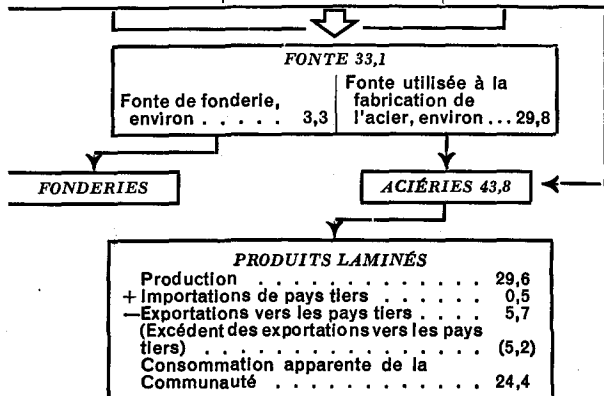 FONTE 33,1
Fonte de fonderie,
environ . . . . . 3,3
Fonte utilisée à la
fabrication de
l'acier, environ ... 29,8
FONDERIES
ACIÉRIES 43,8
PRODUITS LAMINÉS
Production . . . . . . . . . . . . . 29,6
+ Importations de pays tiers . . . . . 0,5
—Exportations vers les pays tiers . . . . 5,7
(Excédent des exportations vers les pays
tiers) . . . . . . . . . . . . . . . (5,2)
Consommation apparente de la
Communauté . . . . . . . . . . . . 24,4